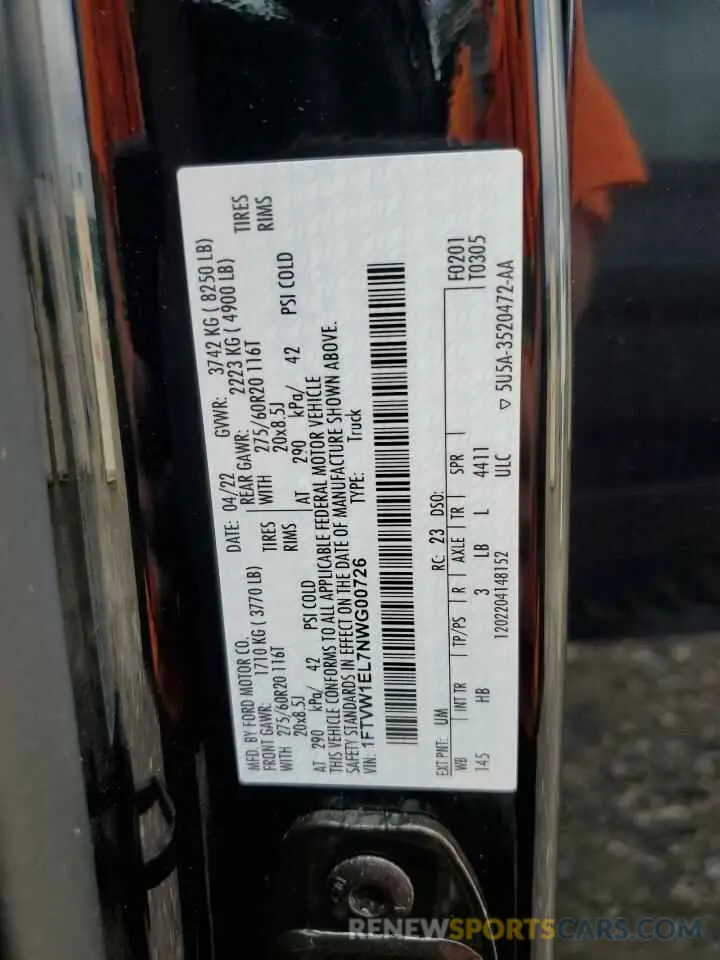 MFD. BY FORD MOTOR CO.
DATE: 04/22 GVWR: 3742 KG ( 8250 LB)
FRONT GAWR: 1710 KG ( 3770 LB) REAR GAWR: 2223 KG ( 4900 LB)
WITH 275/60R20 116T TIRES WITH 275/60R20 116T TIRES
20x8.5J RIMS 20x8.5J RIMS
AT 290 kPa/ 42 PSI COLD AT 290 kPa/ 42 PSI COLD
THIS VEHICLE CONFORMS TO ALL APPLICABLE FEDERAL MOTOR VEHICLE
SAFETY STANDARDS IN EFFECT ON THE DATE OF MANUFACTURE SHOWN ABOVE.
VIN: 1FTVW1EL7NWG00726 TYPE: Truck
EXT PNT: UM RC: 23 DSO: F0201
WB INT TR TP/PS R AXLE TR SPR T0305
145 HB 3 LB L 4411
1202204148152 ULC 5U5A-3520472-AA
RENEWSPORTSCARS.COM